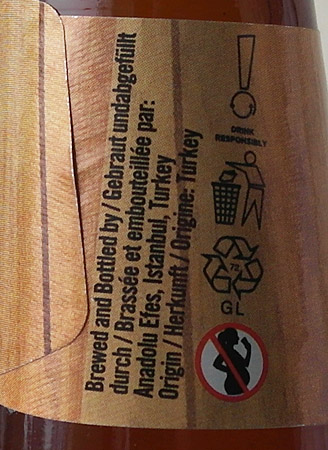 Brewed and Bottled by / Gebraut undabgefüllt
durch / Brassée et embouteillée par:
Anadolu Efes, Istanbul, Turkey
Origin / Herkunft / Origine: Turkey
DRINK
RESPONSIBLY
GL